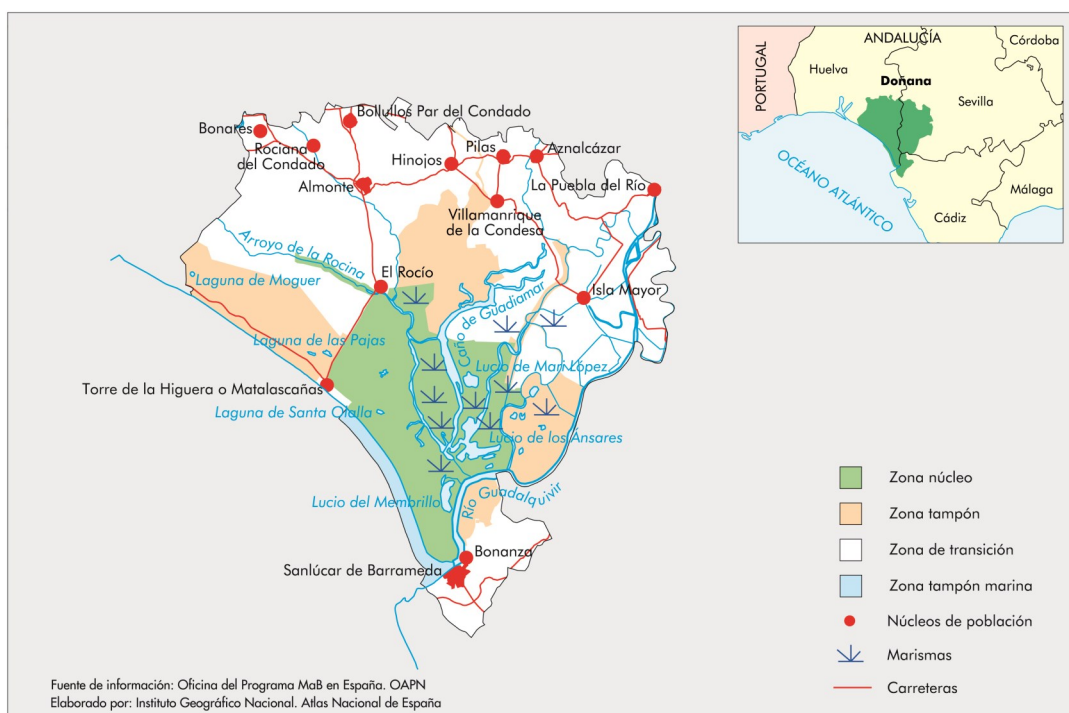 ANDALUCÍA
Córdoba
PORTUGAL
Huelva
Doñana
Sevilla
OCÉANO ATLÁNTICO
Málaga
Cádiz
Bollullos Par del Condado
Bonares
Rociana
del Condado
Hinojos
Pilas
Aznalcázar
Almonte
La Puebla del Río
Villamanrique
de la Condesa
Arroyo de la Rocina
El Rocío
Laguna de Moguer
Isla Mayor
Caño de Guadiamar
Laguna de las Pajas
Lucio de Mari López
Torre de la Higuera o Matalascañas
Laguna de Santa Olalla
Lucio de los Ánsares
Lucio del Membrillo
Río Guadalquivir
Bonanza
Sanlúcar de Barrameda
Zona núcleo
Zona tampón
Zona de transición
Zona tampón marina
Núcleos de población
Marismas
Carreteras
Fuente de información: Oficina del Programa MaB en España. OAPN
Elaborado por: Instituto Geográfico Nacional. Atlas Nacional de España